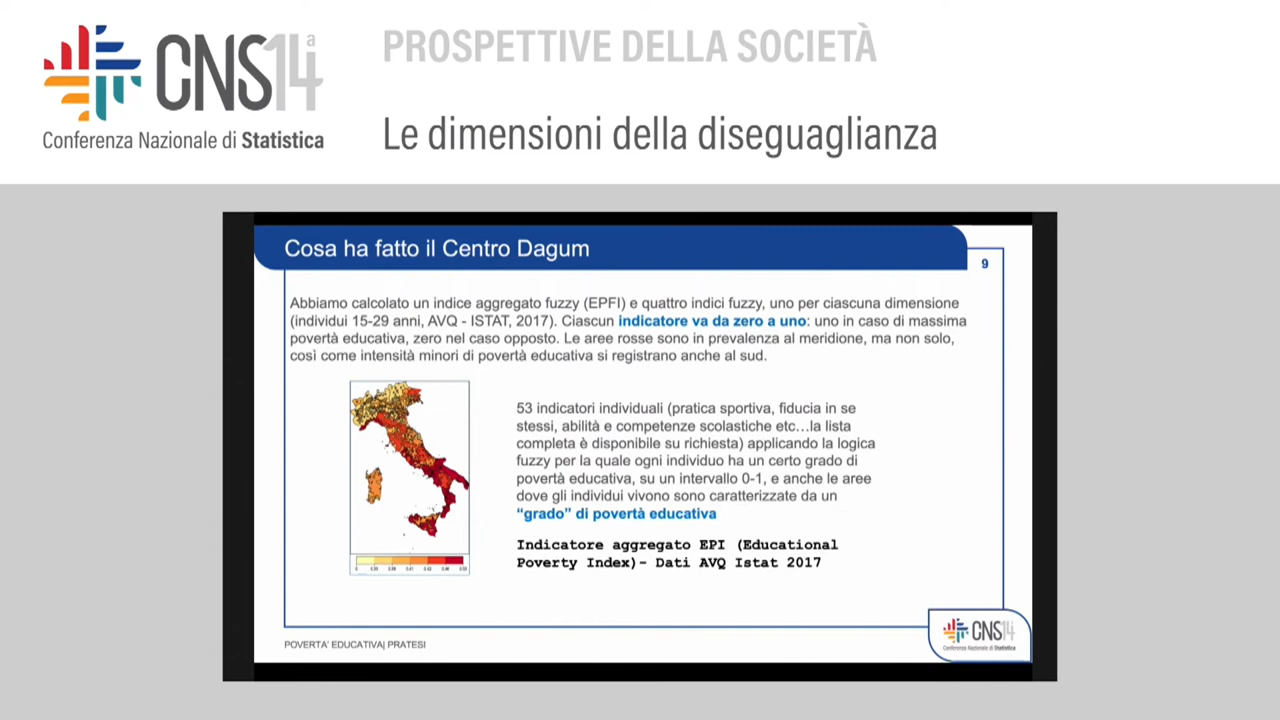 CNS14a
Conferenza Nazionale di Statistica
PROSPETTIVE DELLA SOCIETÀ
Le dimensioni della diseguaglianza
Cosa ha fatto il Centro Dagum
9
Abbiamo calcolato un indice aggregato fuzzy (EPFI) e quattro indici fuzzy, uno per ciascuna dimensione
(individui 15-29 anni, AVQ - ISTAT, 2017). Ciascun indicatore va da zero a uno: uno in caso di massima
povertà educativa, zero nel caso opposto. Le aree rosse sono in prevalenza al meridione, ma non solo,
così come intensità minori di povertà educativa si registrano anche al sud.
53 indicatori individuali (pratica sportiva, fiducia in se
stessi, abilità e competenze scolastiche etc…la lista
completa è disponibile su richiesta) applicando la logica
fuzzy per la quale ogni individuo ha un certo grado di
povertà educativa, su un intervallo 0-1, e anche le aree
dove gli individui vivono sono caratterizzate da un
“grado” di povertà educativa
Indicatore aggregato EPI (Educational
Poverty Index)- Dati AVQ Istat 2017
POVERTA' EDUCATIVA| PRATESI
CNS14
Conferenza Nazionale di Statistica